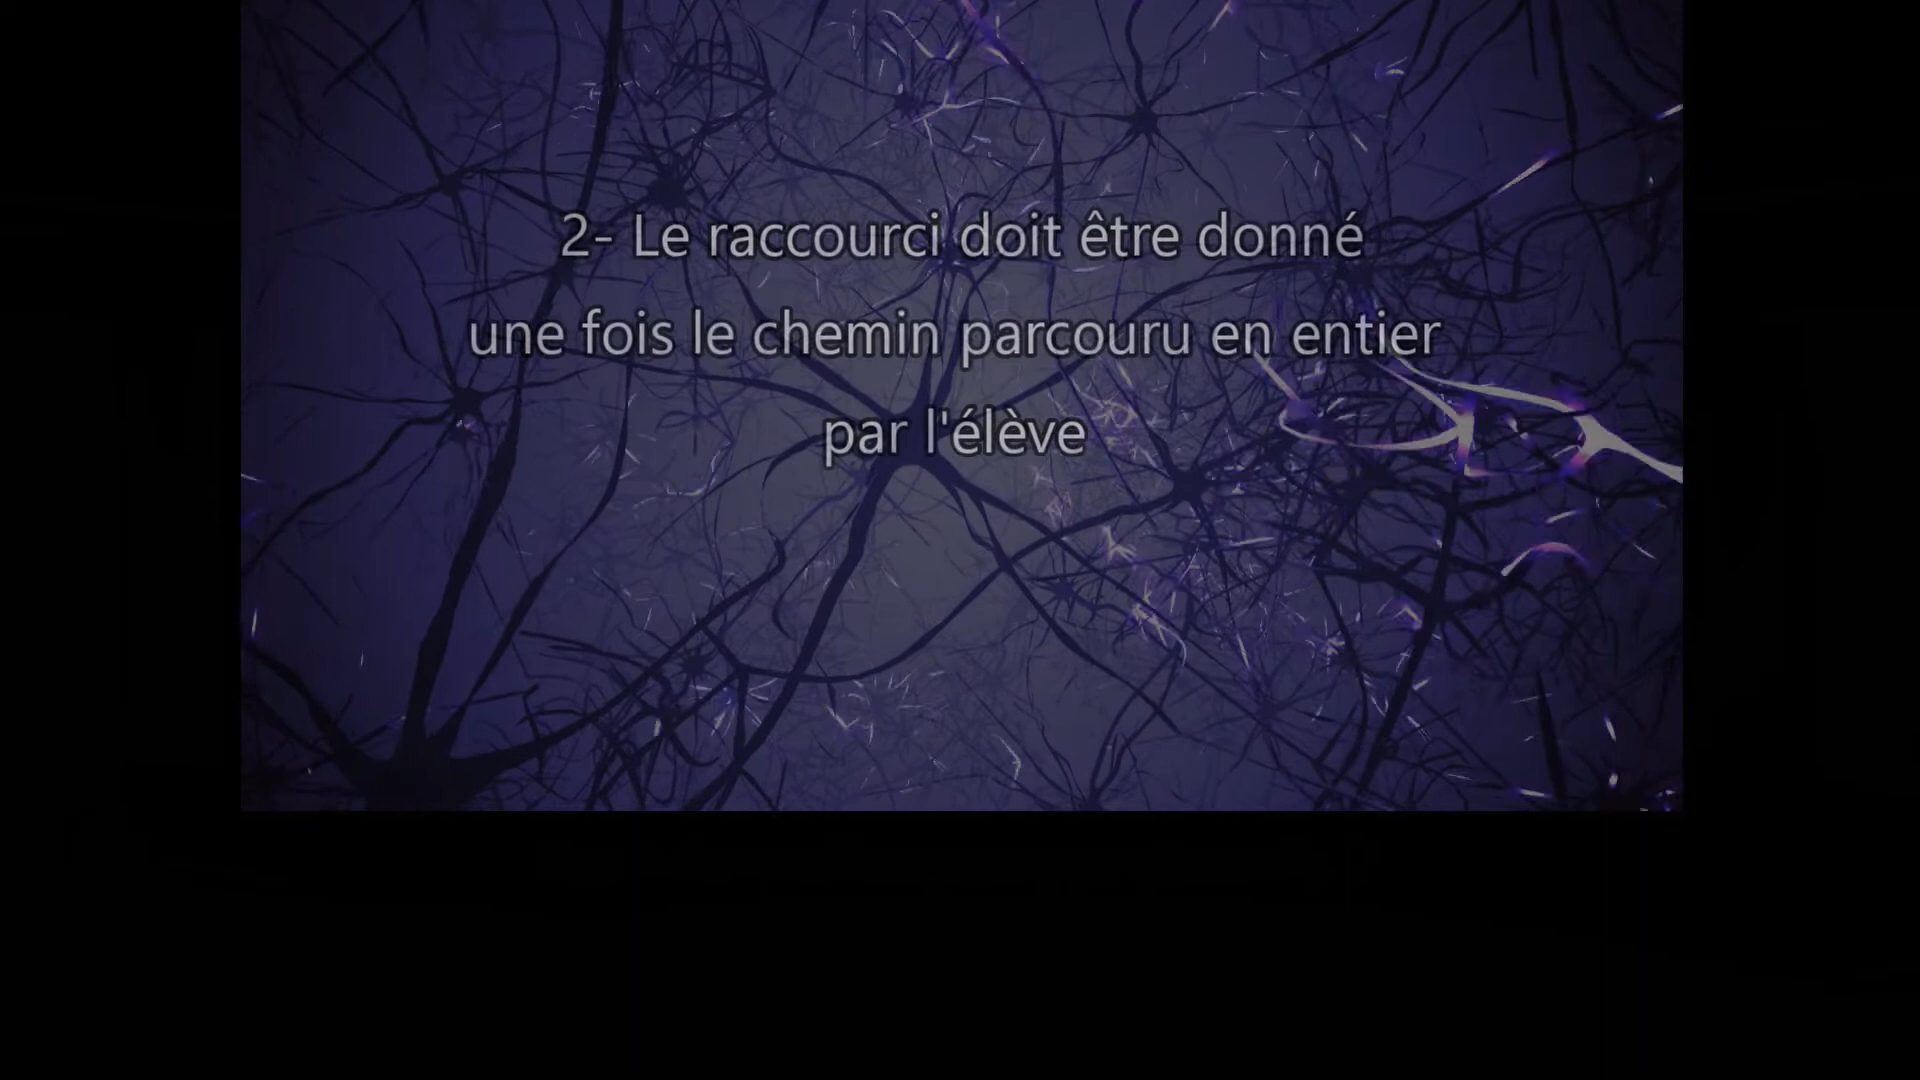 2- Le raccourci doit être donné
une fois le chemin parcouru en entier
par l'élève